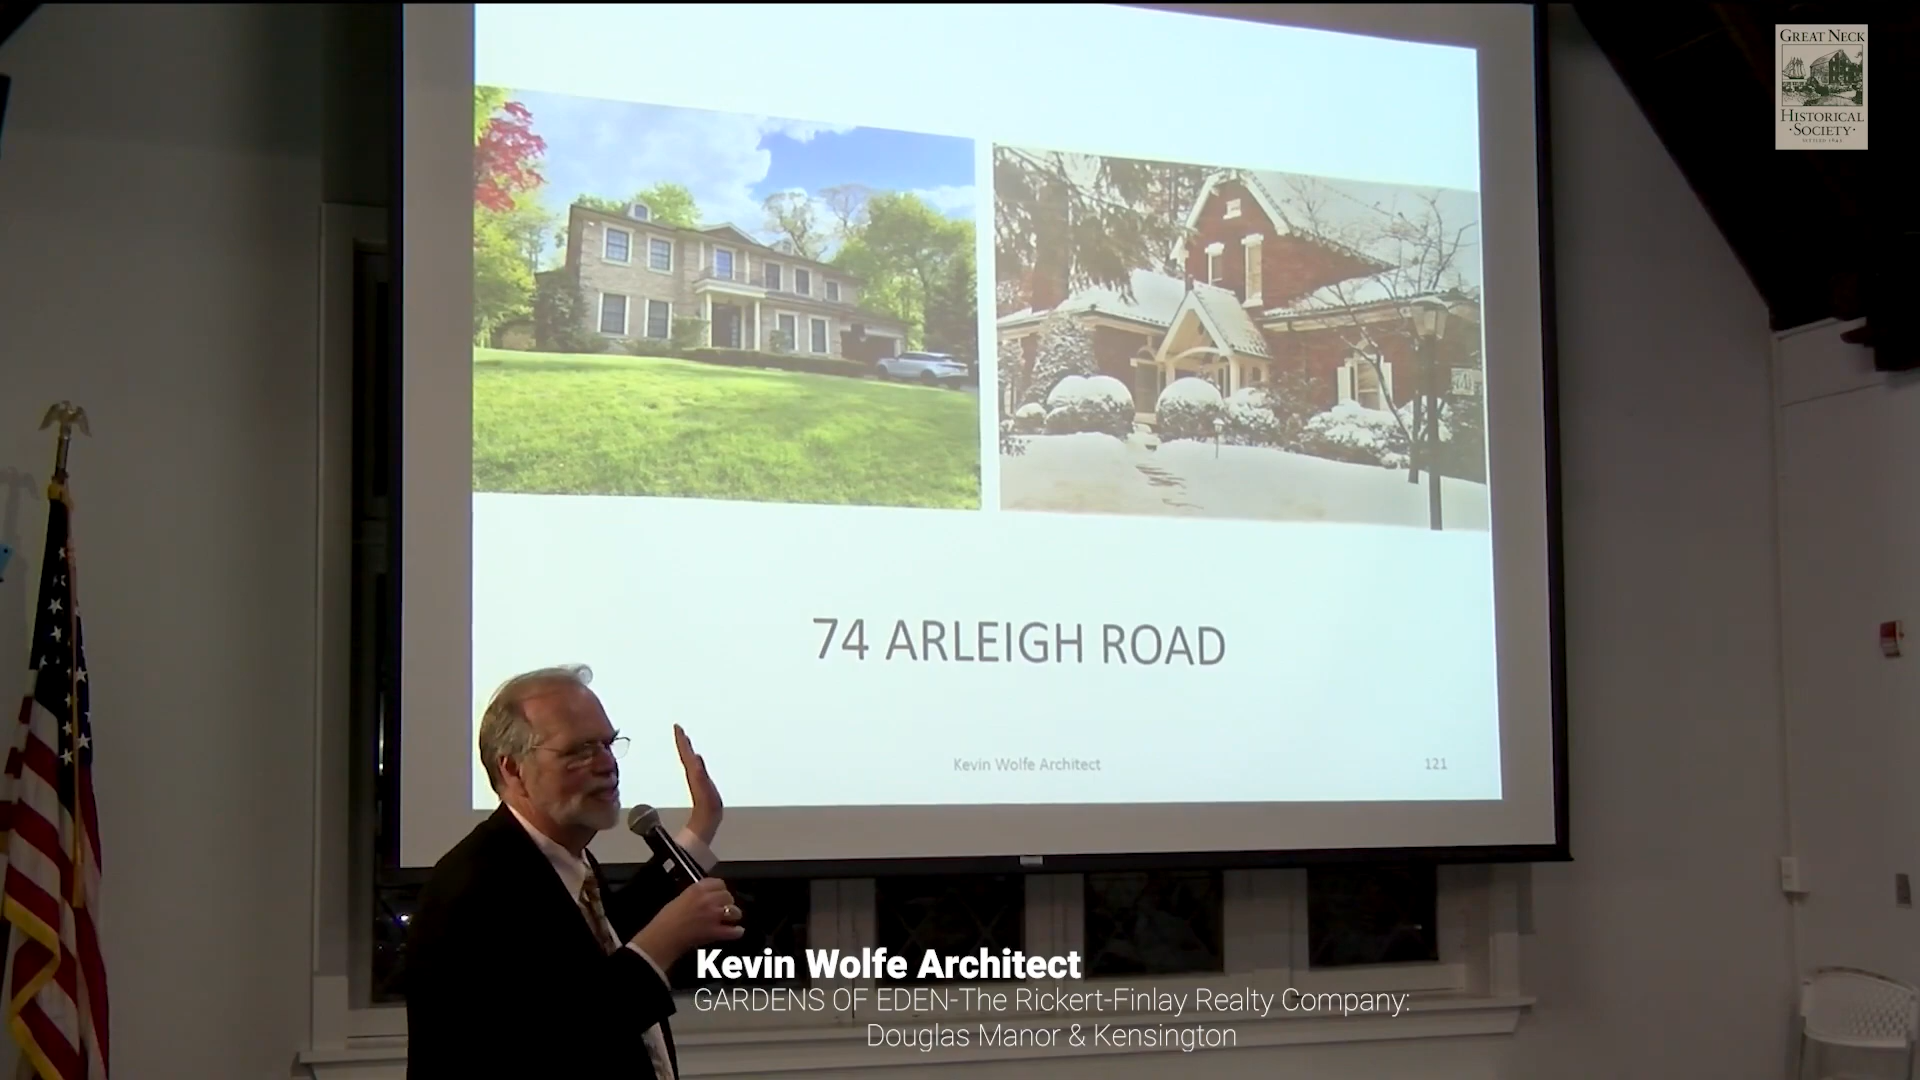 GREAT NECK
HISTORICAL
·SOCIETY·
74 ARLEIGH ROAD
Kevin Wolfe Architect
121
Kevin Wolfe Architect
GARDENS OF EDEN-The Rickert-Finlay Realty Company:
Douglas Manor & Kensington